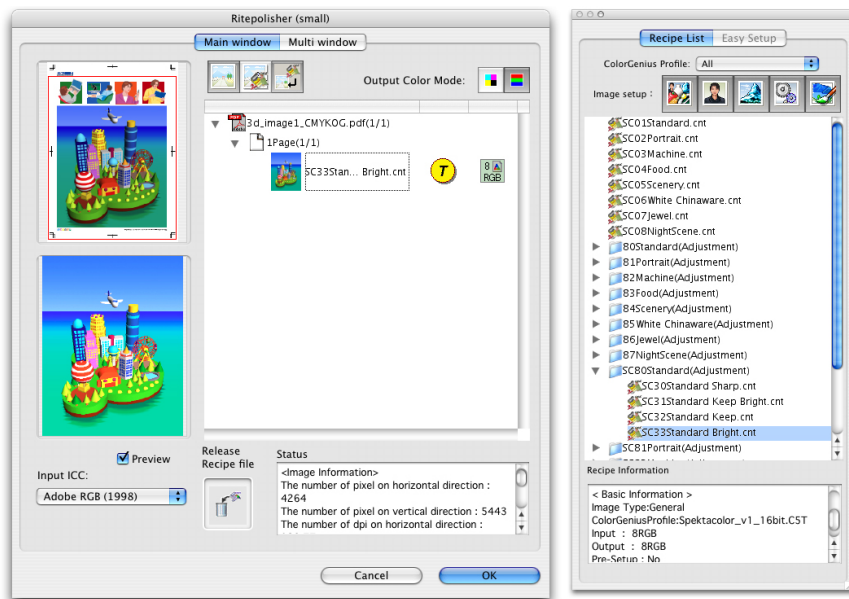 Ritepolisher (small)
Main window
Multi window
Output Color Mode:
3d_image1_CMYKOG.pdf(1/1)
1Page(1/1)
SC33Stan... Bright.cnt
T
8
RGB
Preview
Input ICC:
Adobe RGB (1998)
Release
Recipe file
Status
<Image Information>
The number of pixel on horizontal direction :
4264
The number of pixel on vertical direction : 5443
The number of dpi on horizontal direction :
Cancel
OK
Recipe List
Easy Setup
ColorGenius Profile:
All
Image setup :
SC01Standard.cnt
SC02Portrait.cnt
SC03Machine.cnt
SC04Food.cnt
SC05Scenery.cnt
SC06White Chinaware.cnt
SC07Jewel.cnt
SC08NightScene.cnt
80Standard(Adjustment)
81Portrait(Adjustment)
82Machine(Adjustment)
83Food(Adjustment)
84Scenery(Adjustment)
85White Chinaware(Adjustment)
86Jewel(Adjustment)
87NightScene(Adjustment)
SC80Standard(Adjustment)
SC30Standard Sharp.cnt
SC31Standard Keep Bright.cnt
SC32Standard Keep.cnt
SC33Standard Bright.cnt
SC81Portrait(Adjustment)
Recipe Information
< Basic Information >
Image Type:General
ColorGeniusProfile:Spektacolor_v1_16bit.CST
Input : 8RGB
Output : 8RGB
Pre-Setup : No